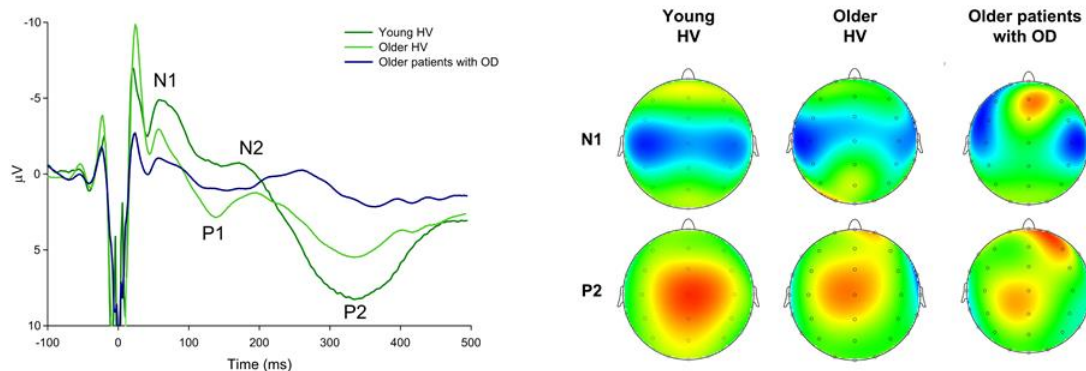 -10
-5
0
5
10
μV
-100
0
100
200
300
400
500
Time (ms)
N1
N2
P1
P2
Young HV
Older HV
Older patients with OD
Young
HV
Older
HV
Older patients
with OD
N1
P2